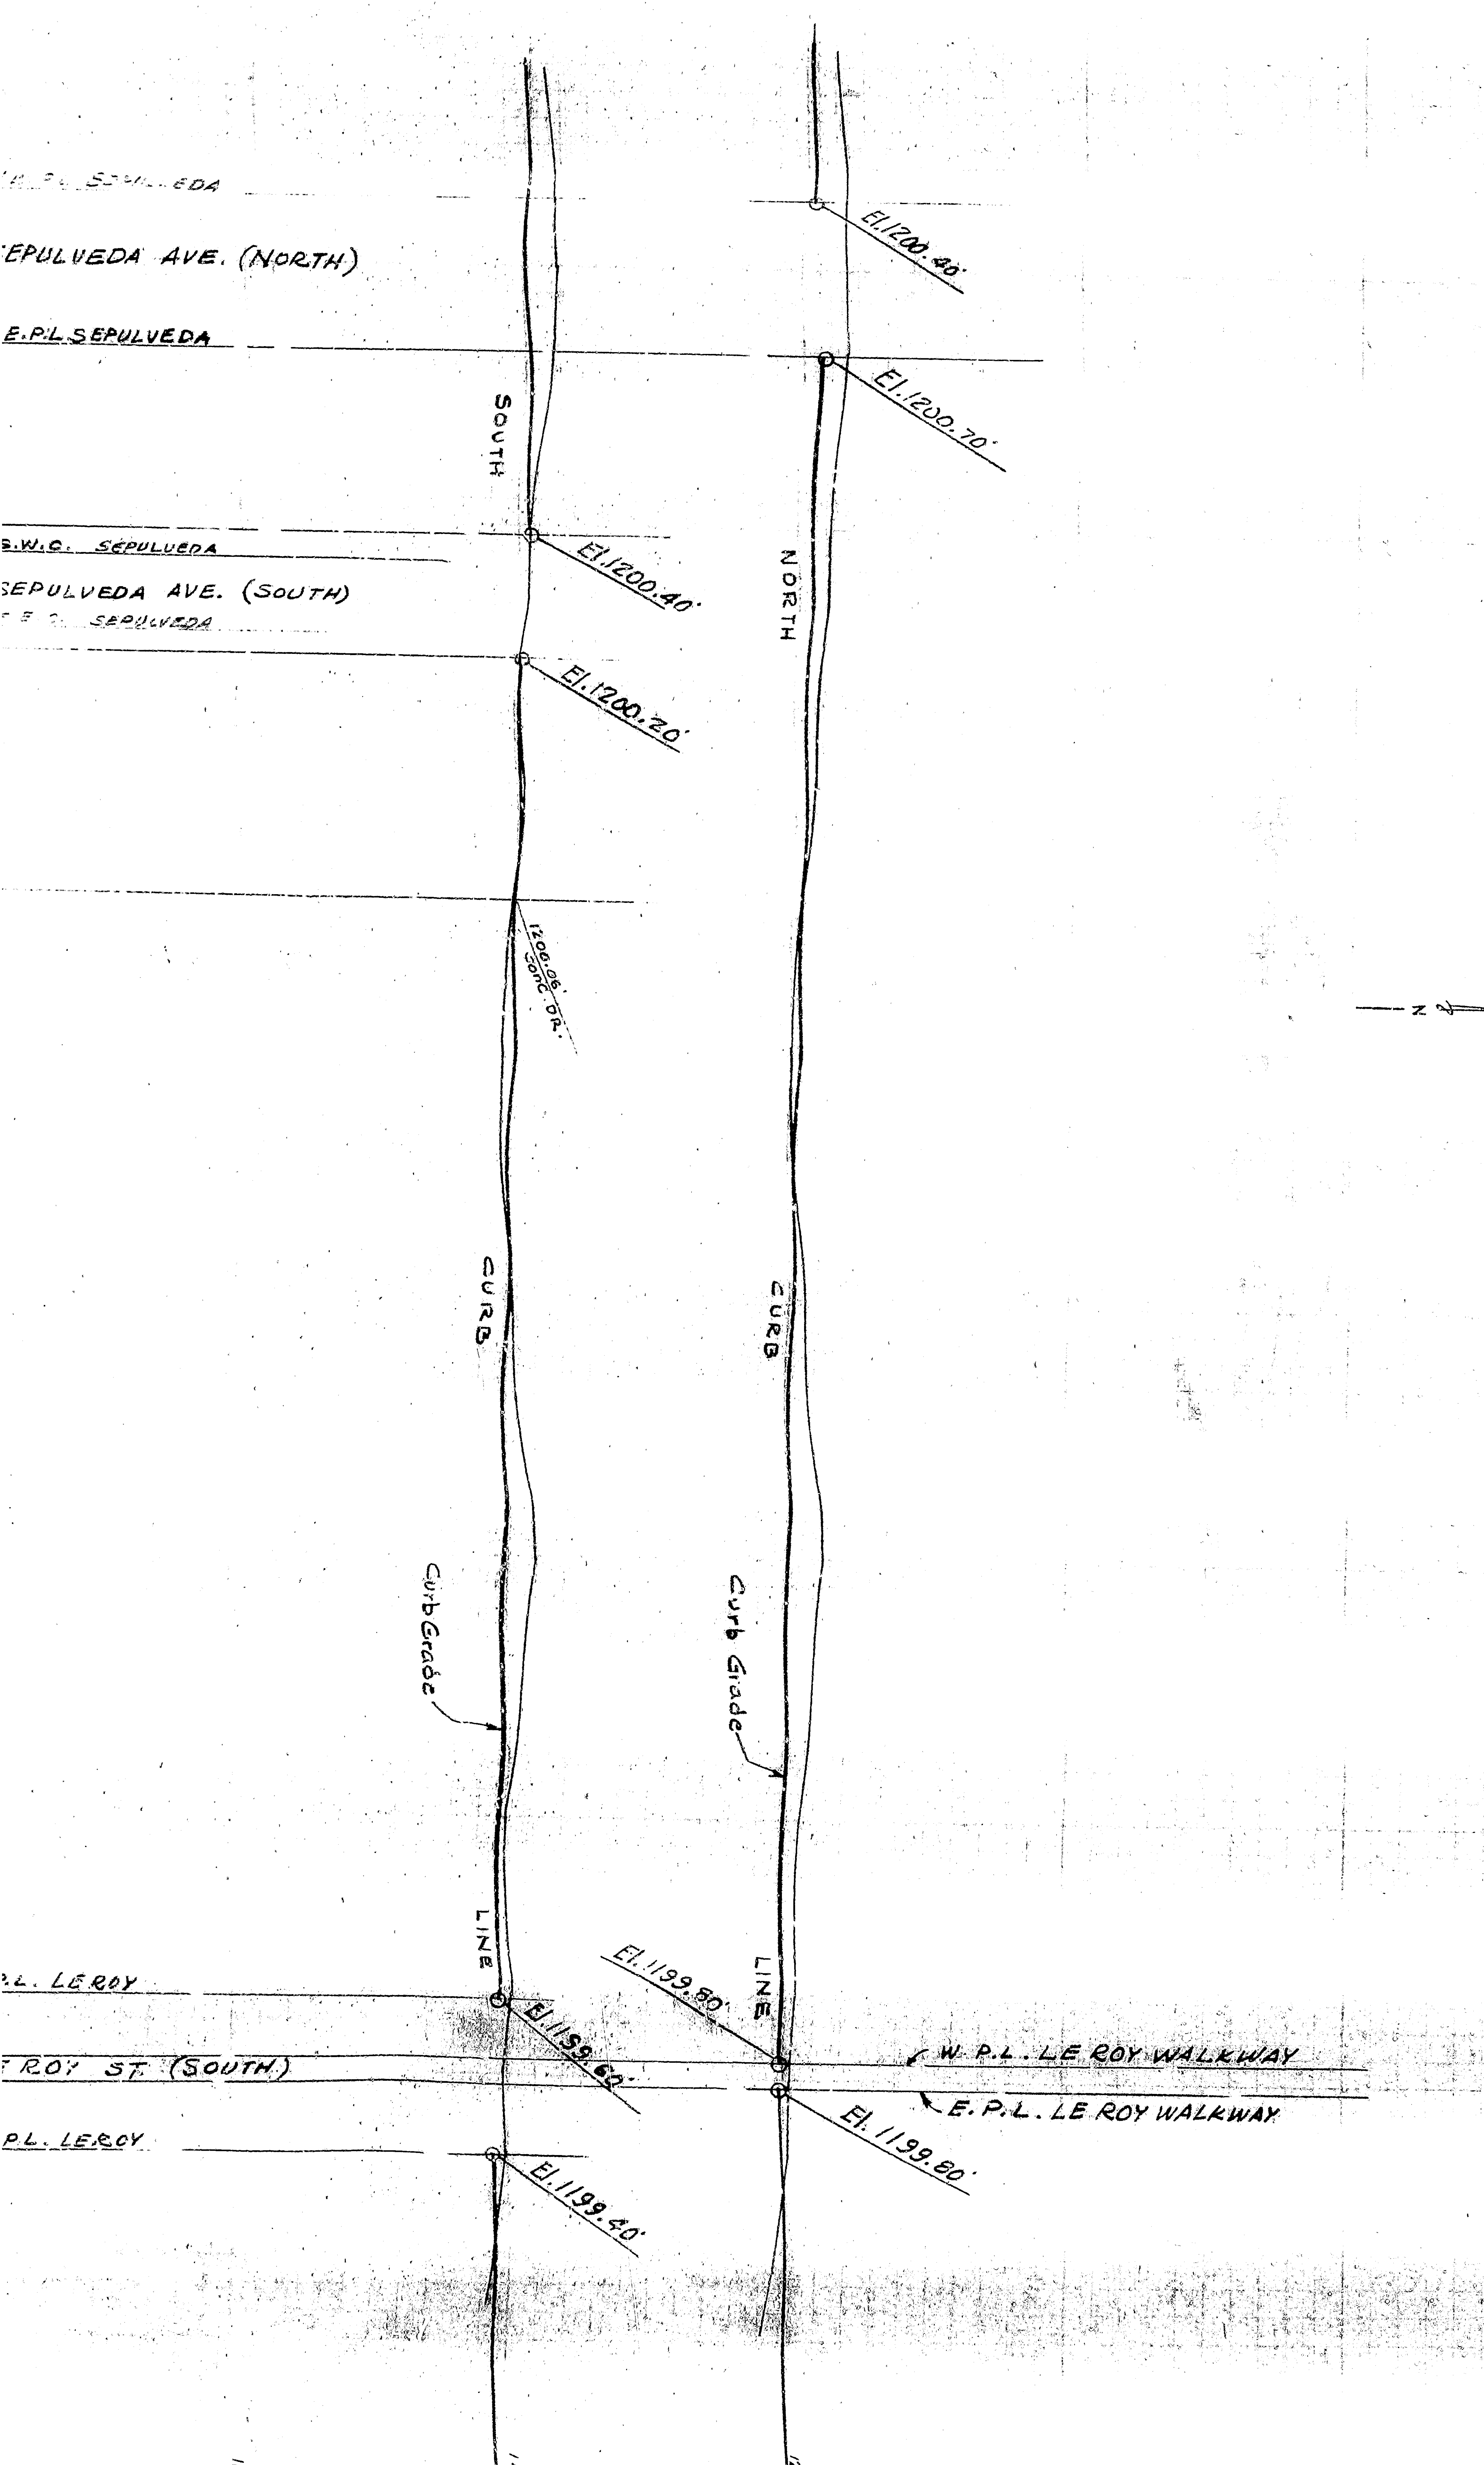 SEPULVEDA
El.1200.40'
EPULVEDA AVE. (NORTH)
E.P.L. SEPULVEDA
El.1200.70'
SOUTH
S.W.C. SEPULVEDA
El.1200.40'
NORTH
SEPULVEDA AVE. (SOUTH)
SEPULVEDA
El.1200.20'
1200.06'
CONC. DR.
N
CURB
CURB
Curb Grade
Curb Grade
LINE
LINE
El.1199.80'
P.L. LEROY
El.1199.60'
W P.L. LE ROY WALKWAY
ROY ST. (SOUTH)
E.P.L. LE ROY WALKWAY
El. 1199.80'
P.L. LEROY
El.1199.40'